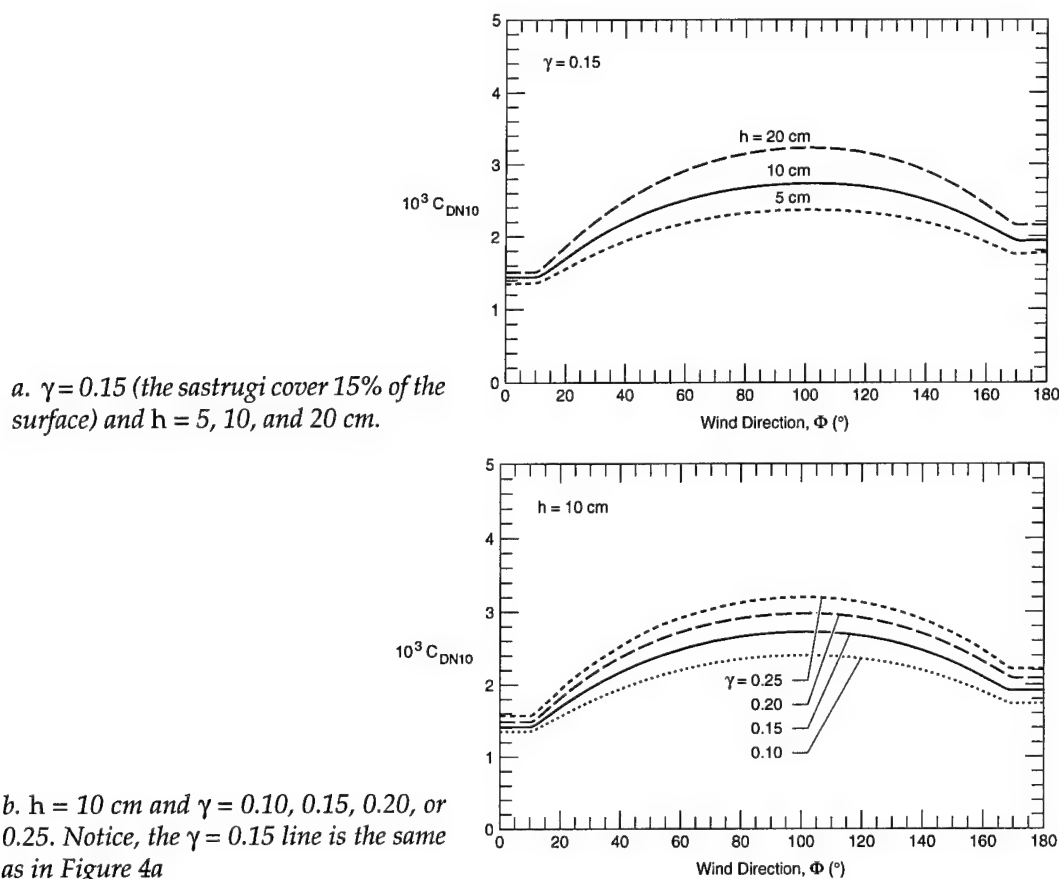 5
4
3
2
1
0
γ = 0.15
h = 20 cm
10 cm
5 cm
10³ C_DN10
0 20 40 60 80 100 120 140 160 180
Wind Direction, Φ (°)
a. γ = 0.15 (the sastrugi cover 15% of the
surface) and h = 5, 10, and 20 cm.
5
4
3
2
1
0
h = 10 cm
10³ C_DN10
γ = 0.25
0.20
0.15
0.10
0 20 40 60 80 100 120 140 160 180
Wind Direction, Φ (°)
b. h = 10 cm and γ = 0.10, 0.15, 0.20, or
0.25. Notice, the γ = 0.15 line is the same
as in Figure 4a